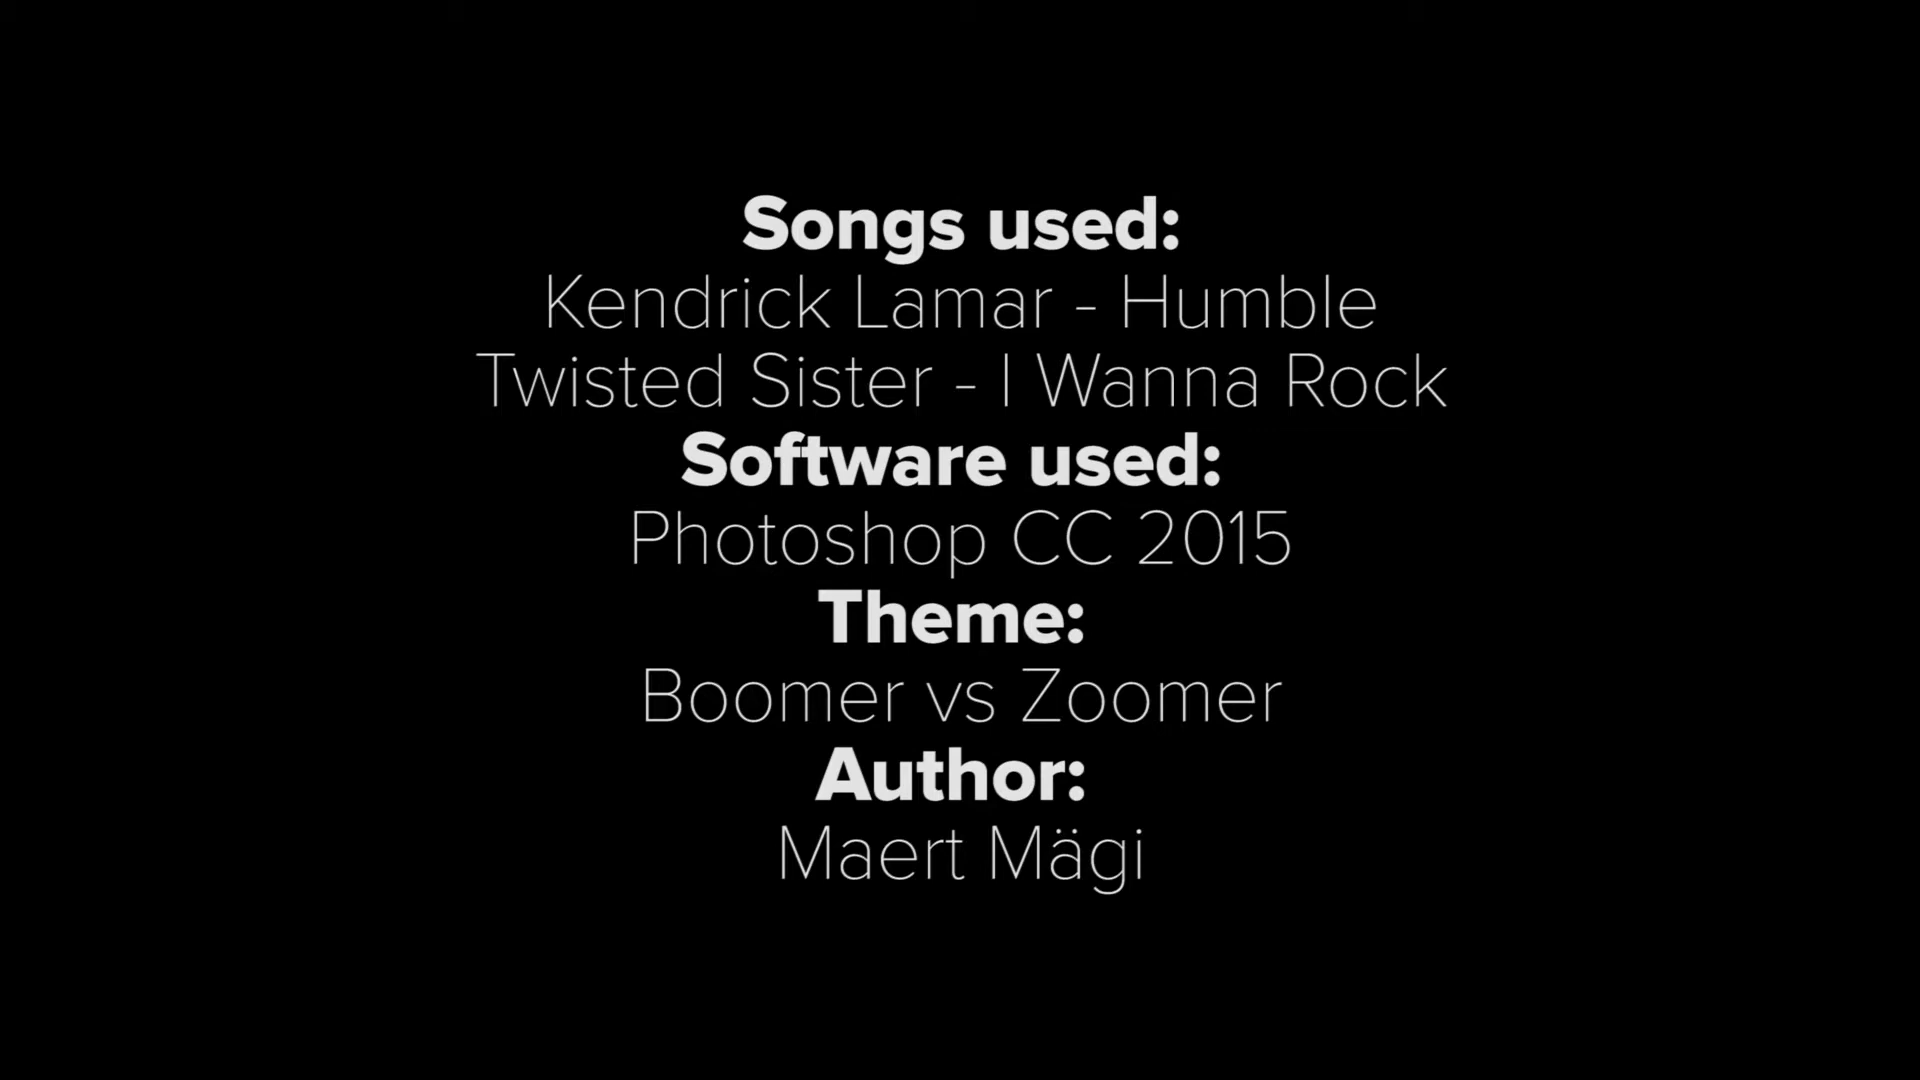 Songs used:
Kendrick Lamar - Humble
Twisted Sister - I Wanna Rock
Software used:
Photoshop CC 2015
Theme:
Boomer vs Zoomer
Author:
Maert Mägi